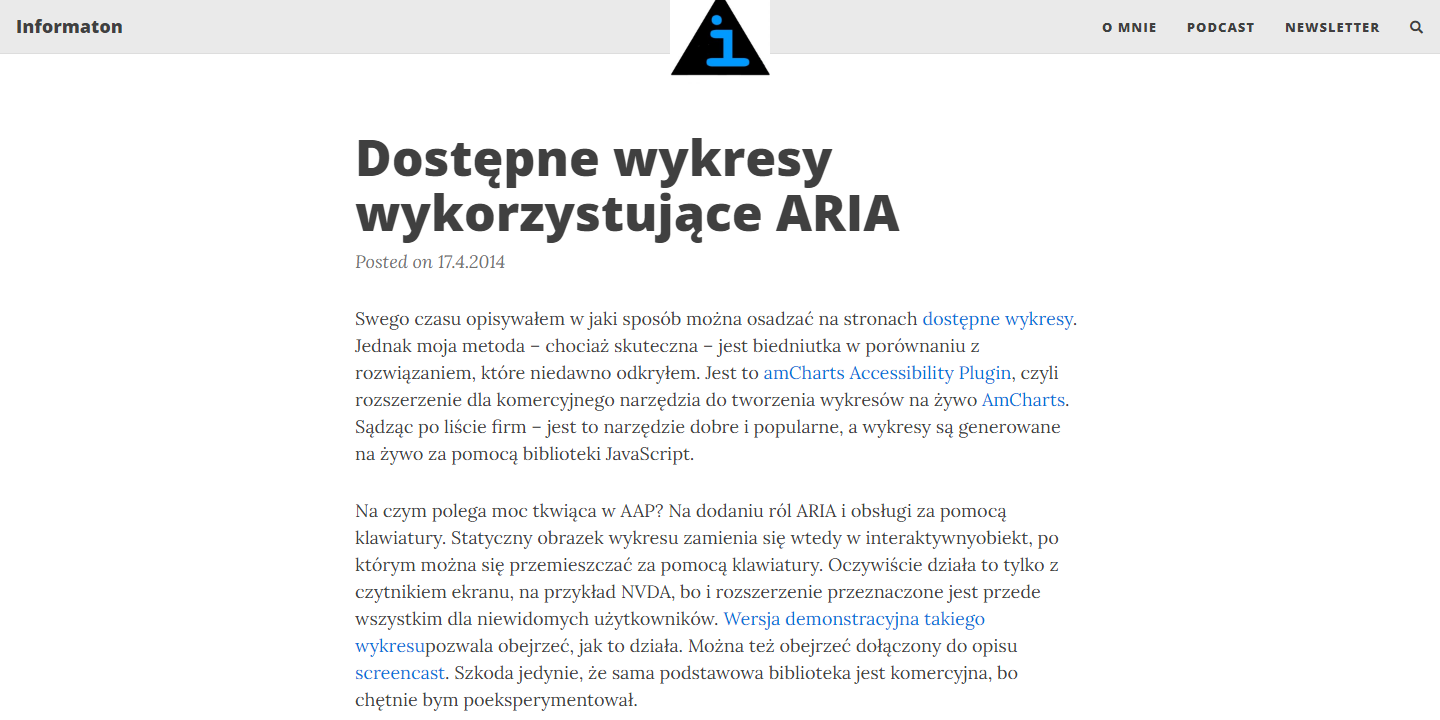 Informaton
i
O MNIE
PODCAST
NEWSLETTER
Dostępne wykresy
wykorzystujące ARIA
Posted on 17.4.2014
Swego czasu opisywałem w jaki sposób można osadzać na stronach dostępne wykresy.
Jednak moja metoda – chociaż skuteczna – jest biedniutka w porównaniu z
rozwiązaniem, które niedawno odkryłem. Jest to amCharts Accessibility Plugin, czyli
rozszerzenie dla komercyjnego narzędzia do tworzenia wykresów na żywo AmCharts.
Sądząc po liście firm – jest to narzędzie dobre i popularne, a wykresy są generowane
na żywo za pomocą biblioteki JavaScript.
Na czym polega moc tkwiąca w AAP? Na dodaniu ról ARIA i obsługi za pomocą
klawiatury. Statyczny obrazek wykresu zamienia się wtedy w interaktywnyobiekt, po
którym można się przemieszczać za pomocą klawiatury. Oczywiście działa to tylko z
czytnikiem ekranu, na przykład NVDA, bo i rozszerzenie przeznaczone jest przede
wszystkim dla niewidomych użytkowników. Wersja demonstracyjna takiego
wykresupozwala obejrzeć, jak to działa. Można też obejrzeć dołączony do opisu
screencast. Szkoda jedynie, że sama podstawowa biblioteka jest komercyjna, bo
chętnie bym poeksperymentował.